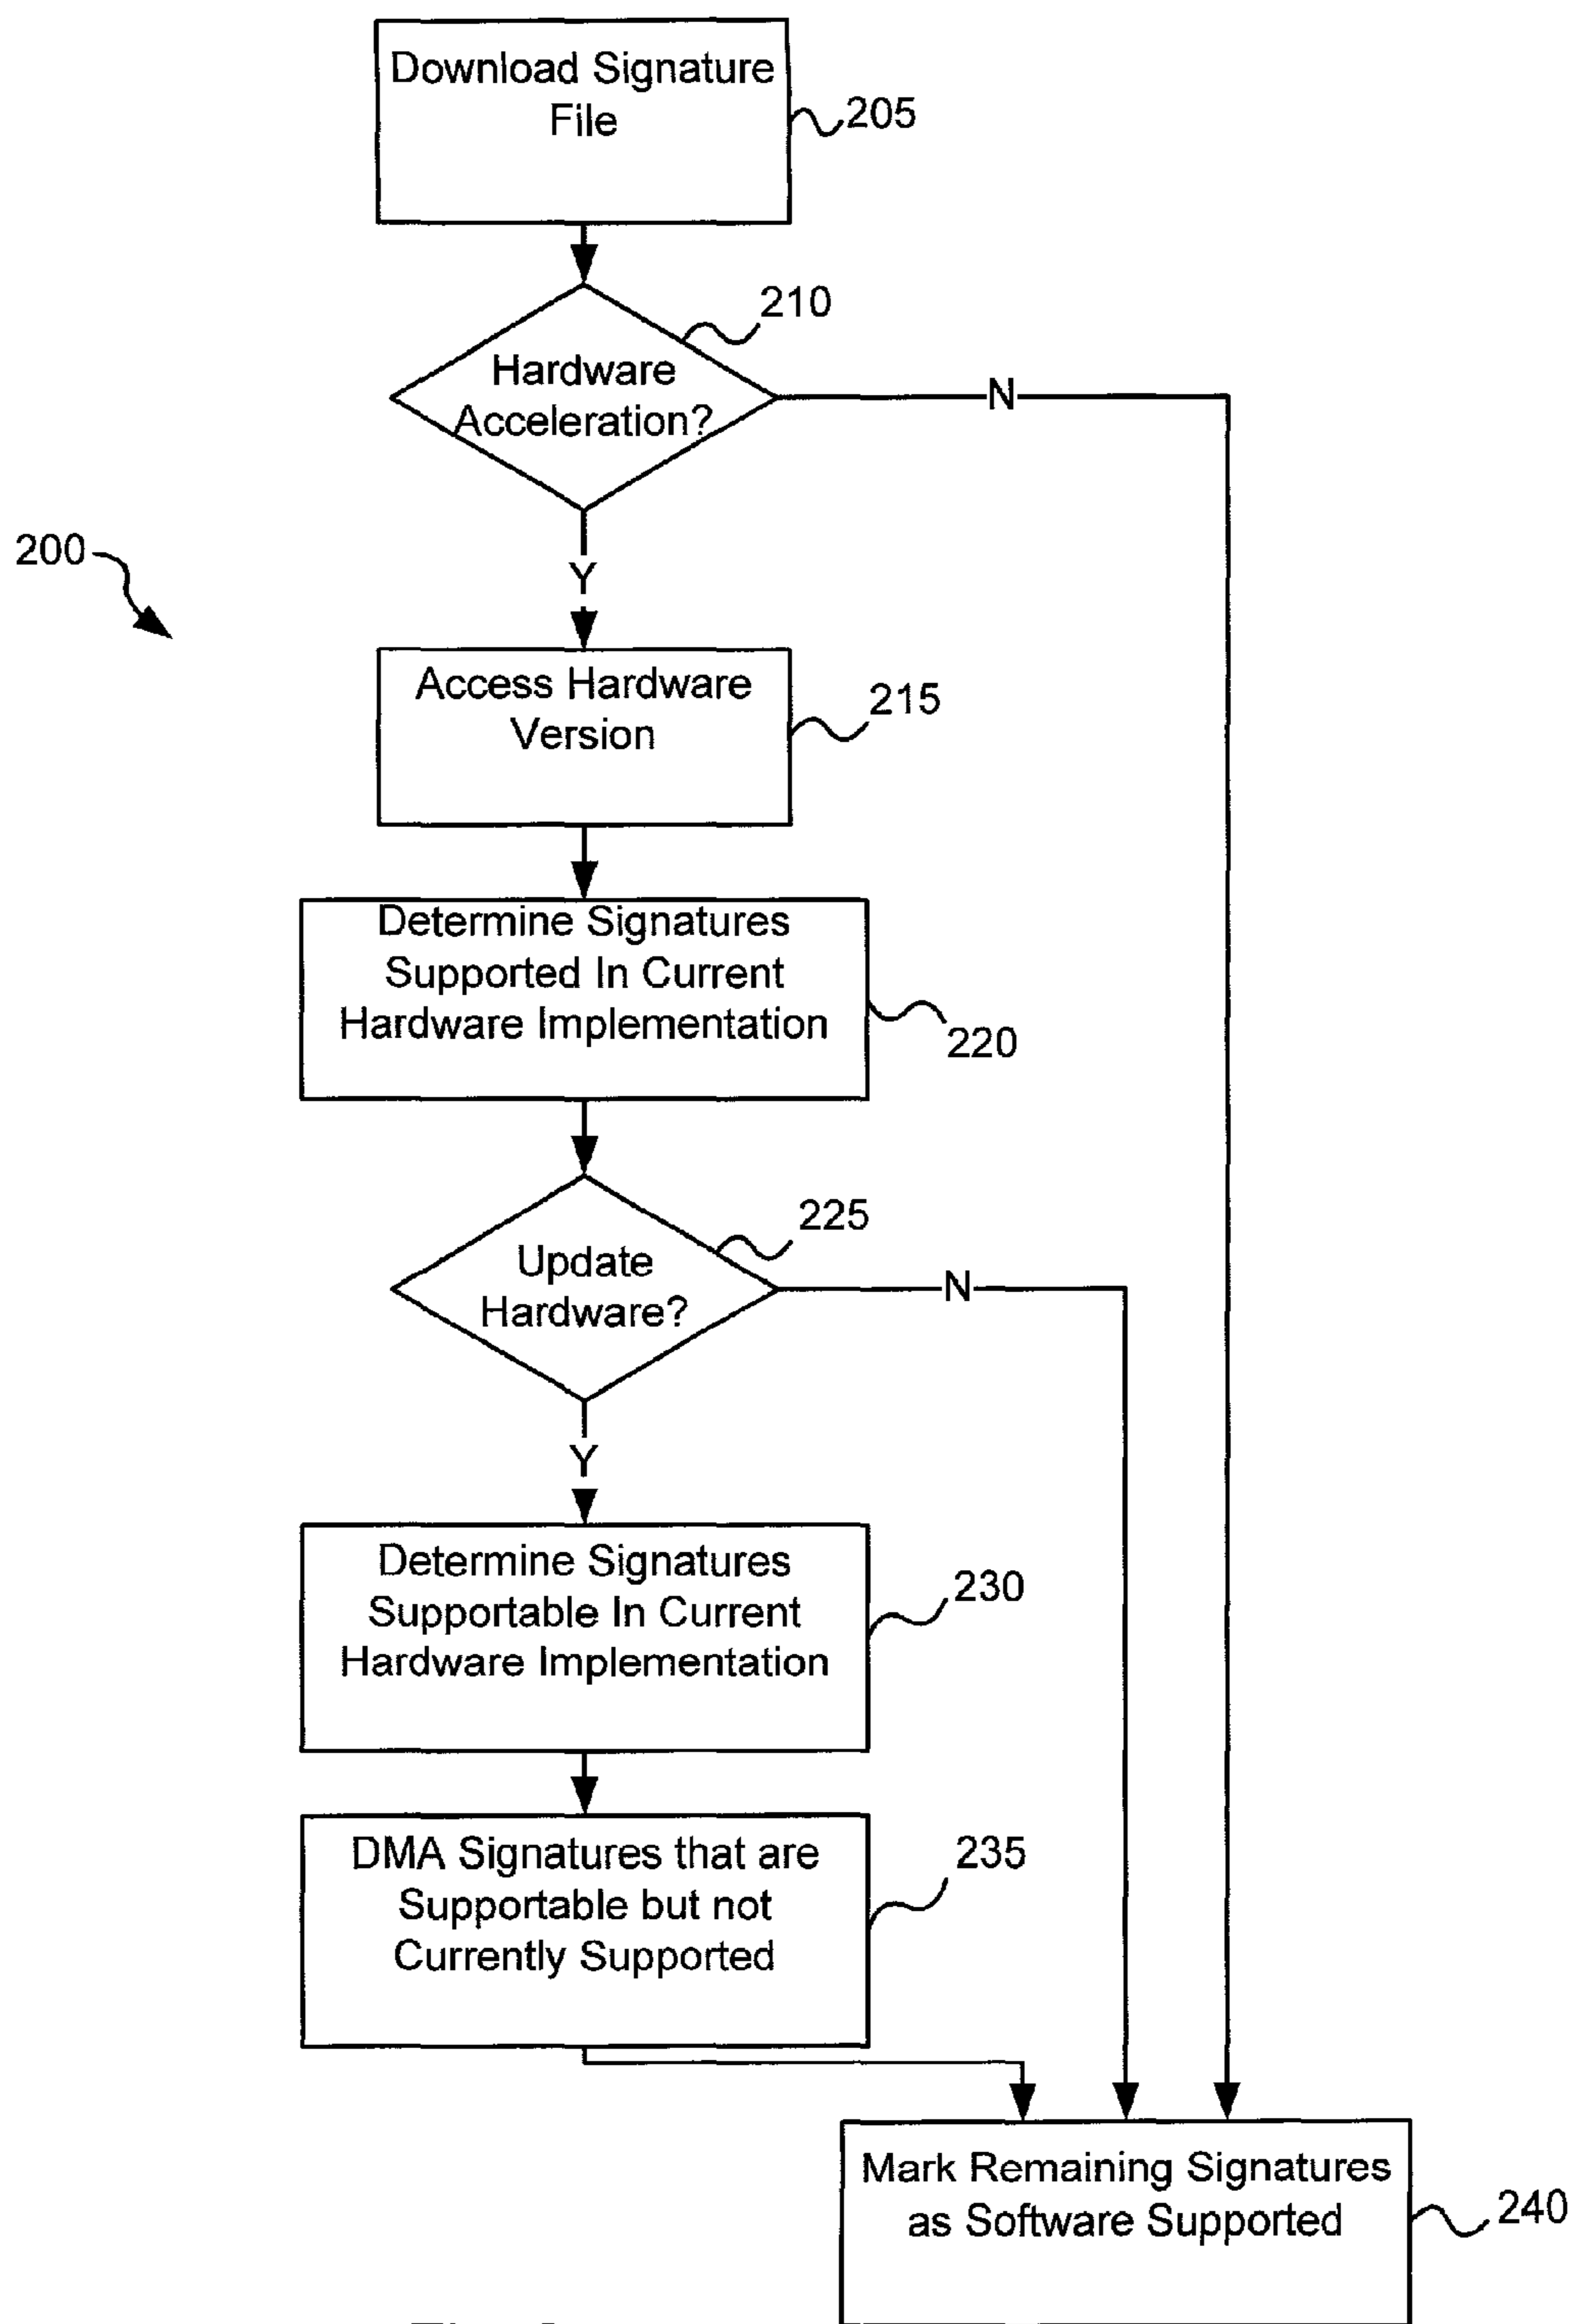 Download Signature
File
205
210
Hardware
Acceleration?
N
200
Y
Access Hardware
Version
215
Determine Signatures
Supported In Current
Hardware Implementation
220
225
Update
Hardware?
N
Y
Determine Signatures
Supportable In Current
Hardware Implementation
230
DMA Signatures that are
Supportable but not
Currently Supported
235
Mark Remaining Signatures
as Software Supported
240